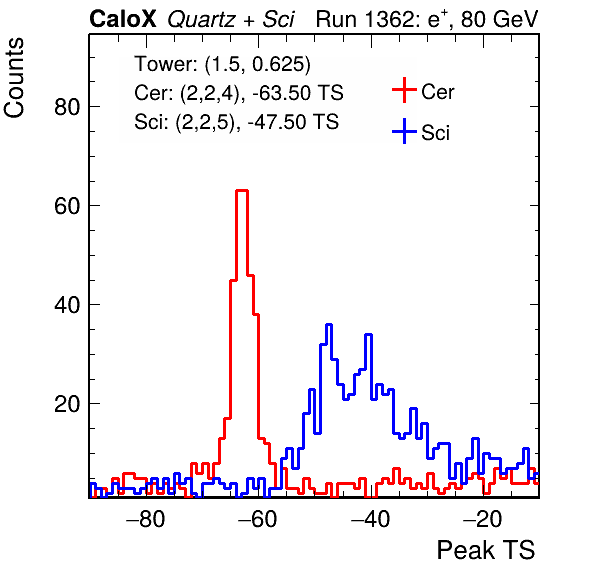 CaloX Quartz + Sci Run 1362: e⁺, 80 GeV
Counts
Tower: (1.5, 0.625)
Cer: (2,2,4), -63.50 TS
Sci: (2,2,5), -47.50 TS
Cer
Sci
80
60
40
20
−80 −60 −40 −20
Peak TS